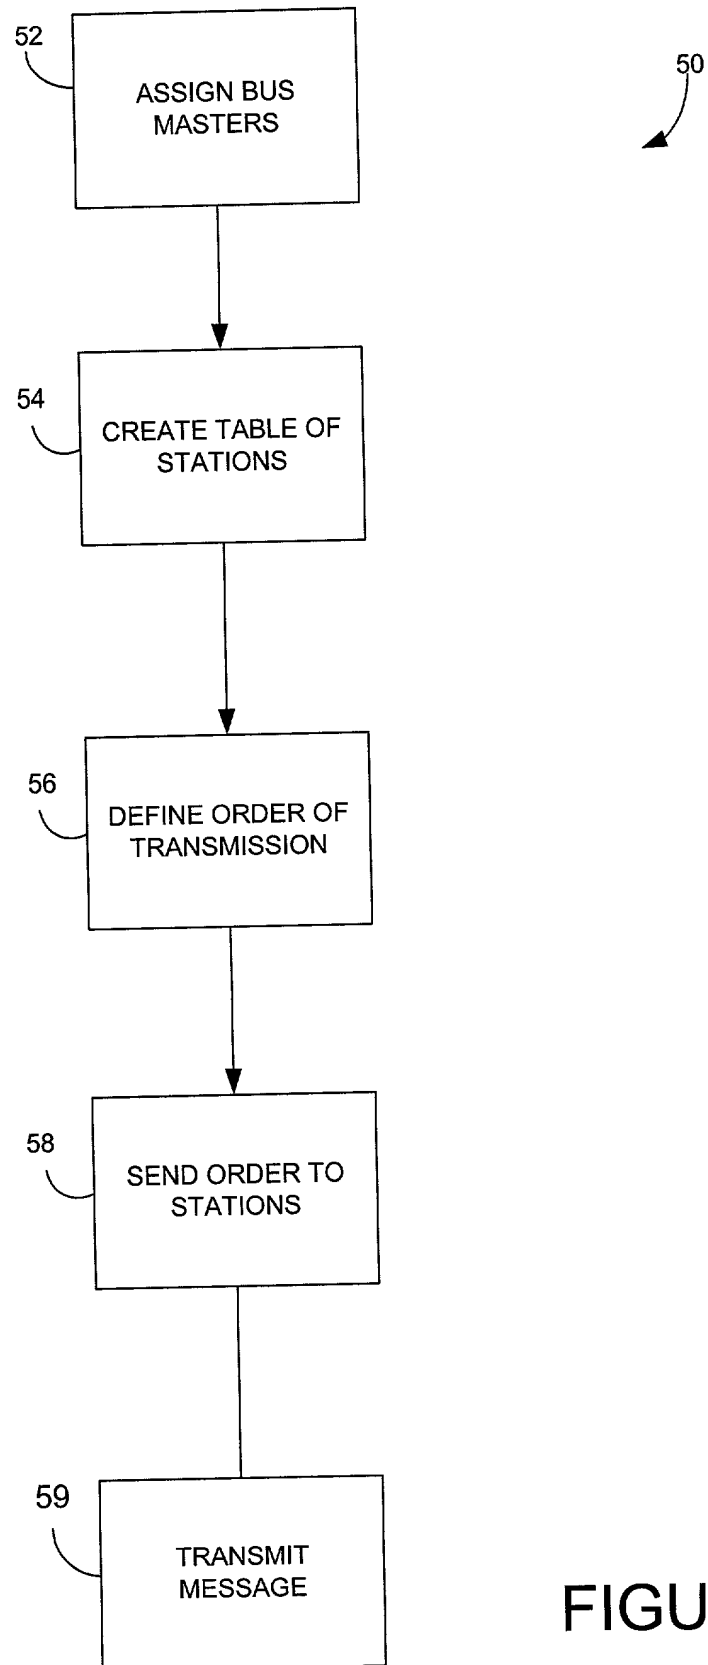 52
ASSIGN BUS
MASTERS
50
54
CREATE TABLE OF
STATIONS
56
DEFINE ORDER OF
TRANSMISSION
58
SEND ORDER TO
STATIONS
59
TRANSMIT
MESSAGE
FIGU